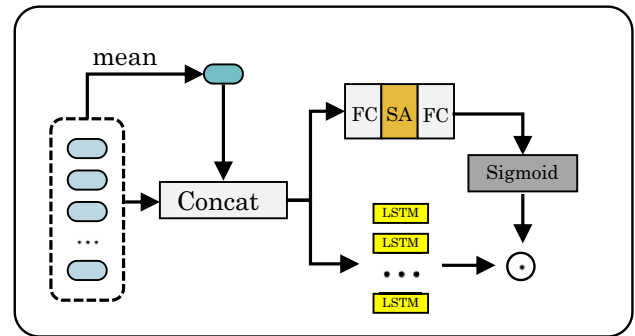 mean
FC SA FC
Sigmoid
Concat
LSTM
LSTM
...
...
LSTM